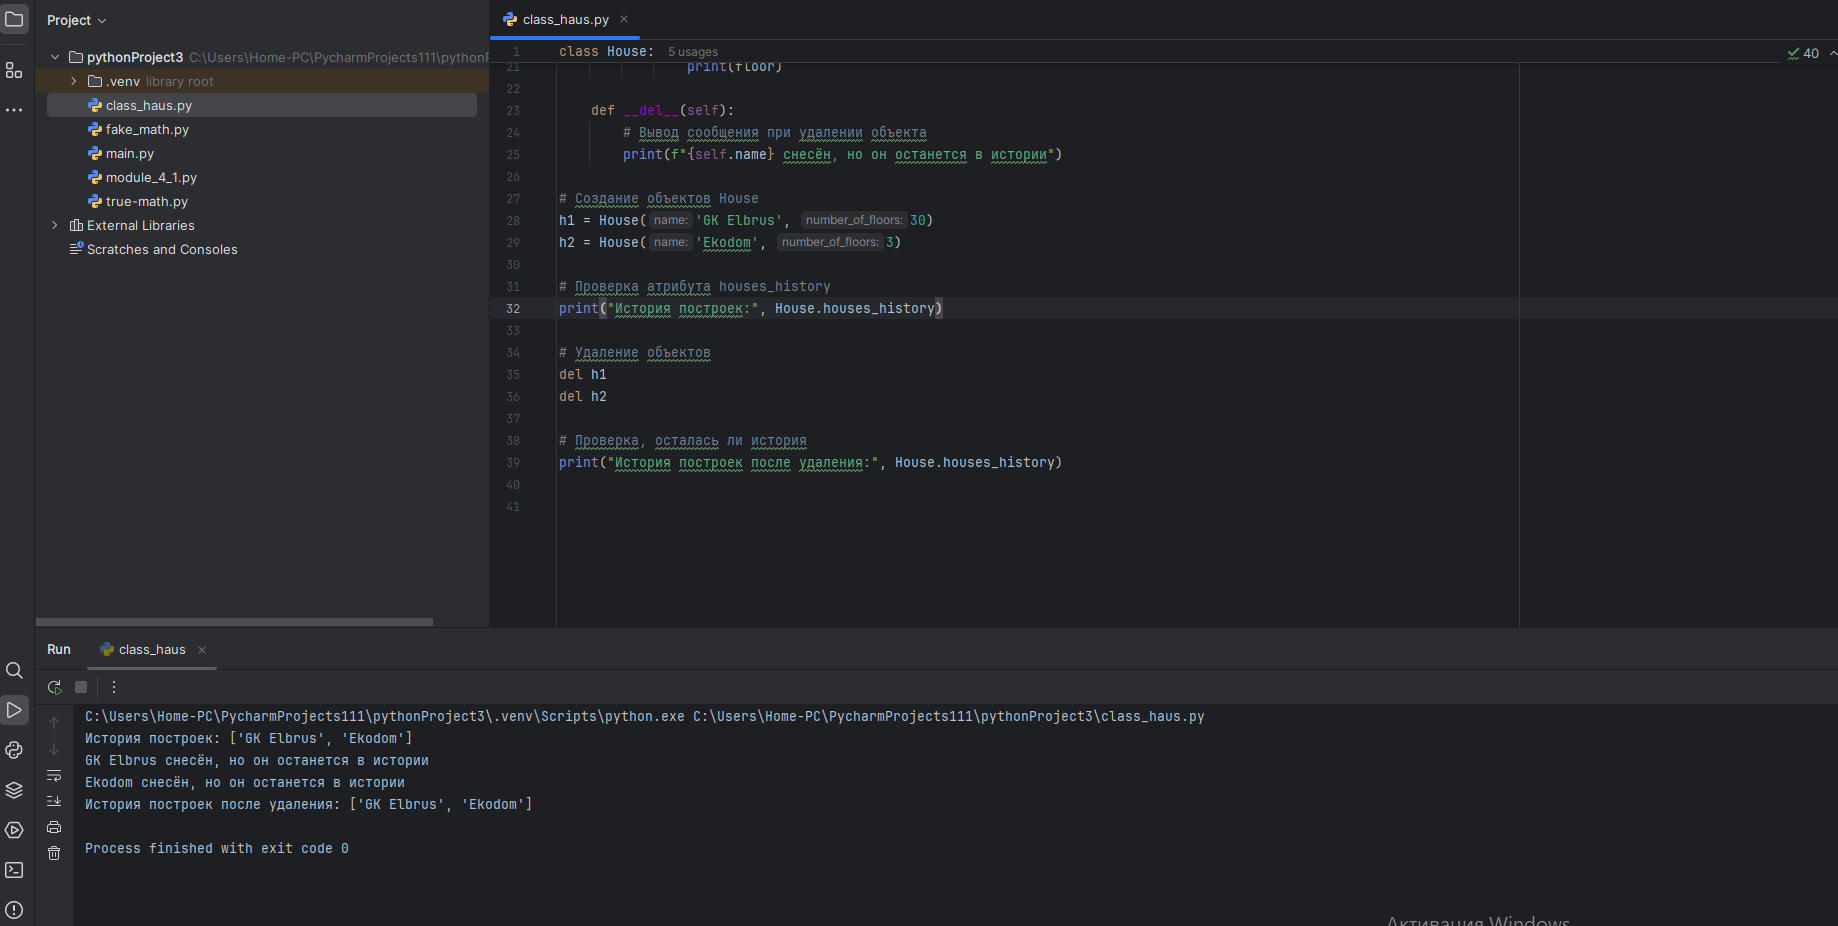 Project
class_haus.py
pythonProject3 C:\Users\Home-PC\PycharmProjects111\pythonP
.venv library root
class_haus.py
fake_math.py
main.py
module_4_1.py
true-math.py
External Libraries
Scratches and Consoles
1 class House: 5 usages
40
21 print(floor)
22
23 def __del__(self):
24 # Вывод сообщения при удалении объекта
25 print(f"{self.name} снесён, но он останется в истории")
26
27 # Создание объектов House
28 h1 = House( name: 'GK Elbrus', number_of_floors: 30)
29 h2 = House( name: 'Ekodom', number_of_floors: 3)
30
31 # Проверка атрибута houses_history
32 print("История построек:", House.houses_history)
33
34 # Удаление объектов
35 del h1
36 del h2
37
38 # Проверка, осталась ли история
39 print("История построек после удаления:", House.houses_history)
40
41
Run class_haus
C:\Users\Home-PC\PycharmProjects111\pythonProject3\.venv\Scripts\python.exe C:\Users\Home-PC\PycharmProjects111\pythonProject3\class_haus.py
История построек: ['GK Elbrus', 'Ekodom']
GK Elbrus снесён, но он останется в истории
Ekodom снесён, но он останется в истории
История построек после удаления: ['GK Elbrus', 'Ekodom']
Process finished with exit code 0
Активация Windows